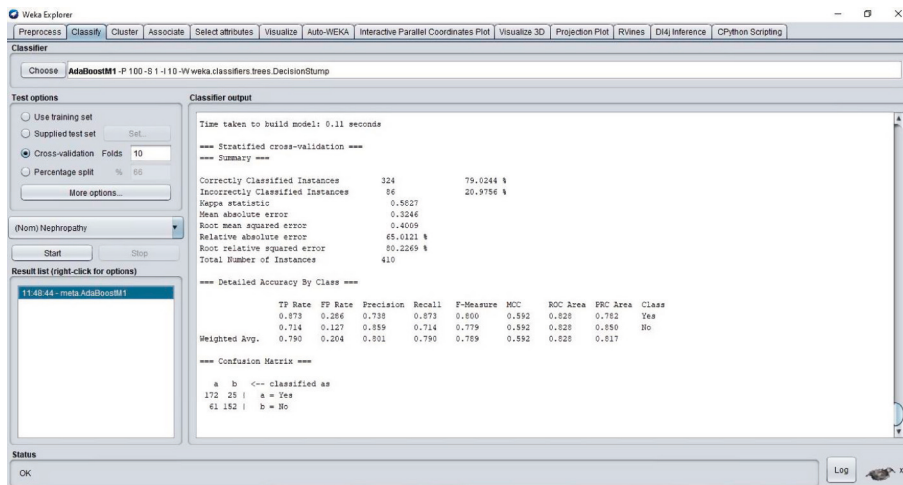 Weka Explorer
Preprocess Classify Cluster Associate Select attributes Visualize Auto-WEKA Interactive Parallel Coordinates Plot Visualize 3D Projection Plot RVines Dl4j Inference CPython Scripting
Classifier
Choose AdaBoostM1 -P 100 -S 1 -I 10 -W weka.classifiers.trees.DecisionStump
Test options
Use training set
Supplied test set Set...
Cross-validation Folds 10
Percentage split % 66
More options...
(Nom) Nephropathy
Start Stop
Result list (right-click for options)
11:48:44 - meta.AdaBoostM1
Classifier output
Time taken to build model: 0.11 seconds
=== Stratified cross-validation ===
=== Summary ===
Correctly Classified Instances 324 79.0244 %
Incorrectly Classified Instances 86 20.9756 %
Kappa statistic 0.5827
Mean absolute error 0.3246
Root mean squared error 0.4009
Relative absolute error 65.0121 %
Root relative squared error 80.2269 %
Total Number of Instances 410
=== Detailed Accuracy By Class ===
TP Rate FP Rate Precision Recall F-Measure MCC ROC Area PRC Area Class
0.873 0.286 0.738 0.873 0.800 0.592 0.828 0.782 Yes
0.714 0.127 0.859 0.714 0.779 0.592 0.828 0.850 No
Weighted Avg. 0.790 0.204 0.801 0.790 0.789 0.592 0.828 0.817
=== Confusion Matrix ===
a b <-- classified as
172 25 | a = Yes
61 152 | b = No
Status
OK
Log
x